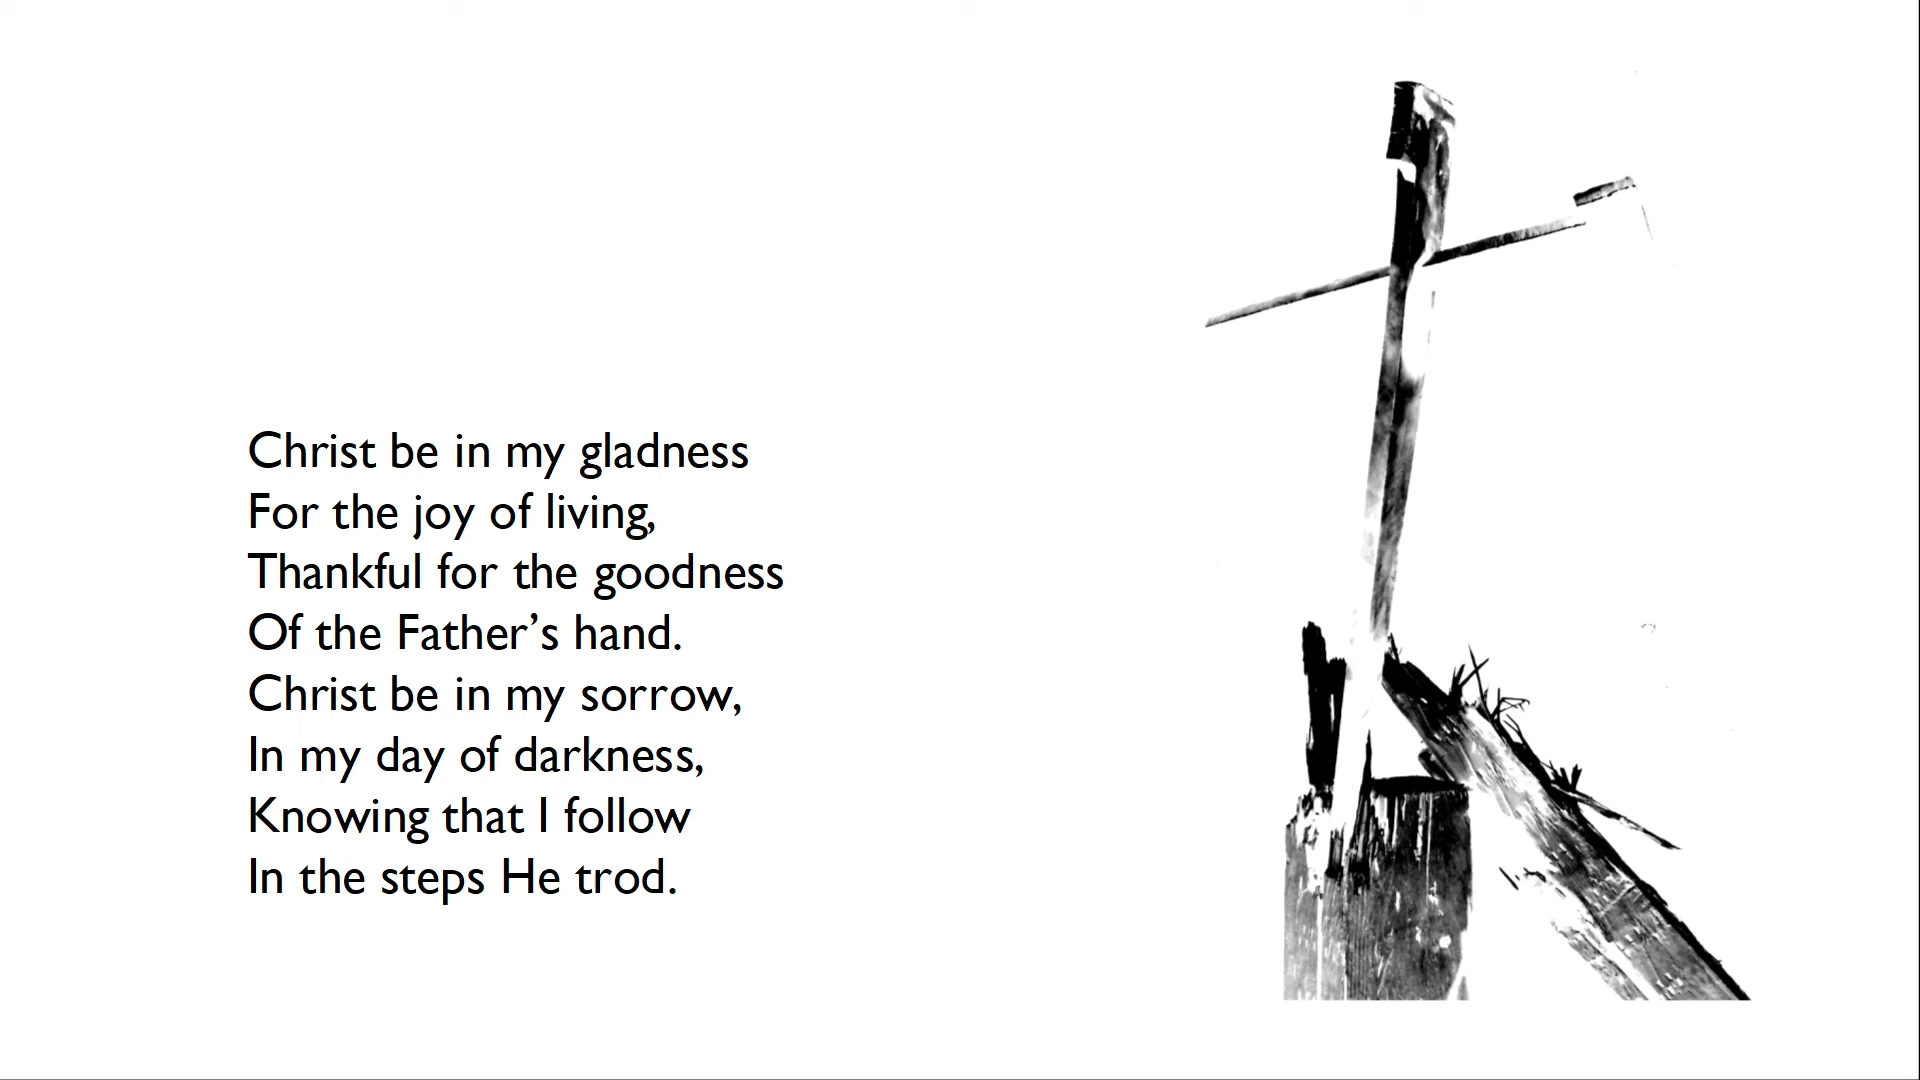 Christ be in my gladness
For the joy of living,
Thankful for the goodness
Of the Father’s hand.
Christ be in my sorrow,
In my day of darkness,
Knowing that I follow
In the steps He trod.